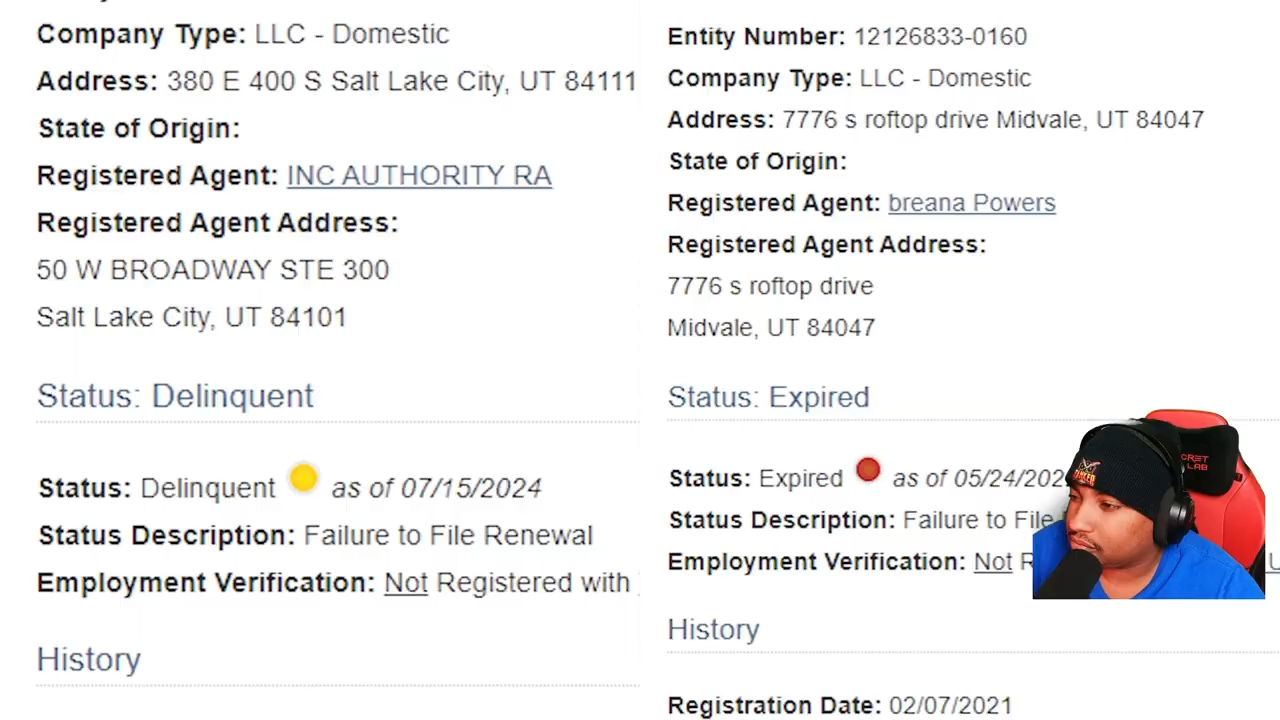 Company Type: LLC - Domestic
Address: 380 E 400 S Salt Lake City, UT 84111
State of Origin:
Registered Agent: INC AUTHORITY RA
Registered Agent Address:
50 W BROADWAY STE 300
Salt Lake City, UT 84101
Status: Delinquent
Status: Delinquent as of 07/15/2024
Status Description: Failure to File Renewal
Employment Verification: Not Registered with
History
Entity Number: 12126833-0160
Company Type: LLC - Domestic
Address: 7776 s roftop drive Midvale, UT 84047
State of Origin:
Registered Agent: breana Powers
Registered Agent Address:
7776 s roftop drive
Midvale, UT 84047
Status: Expired
Status: Expired as of 05/24/202
Status Description: Failure to File
Employment Verification: Not R
History
Registration Date: 02/07/2021